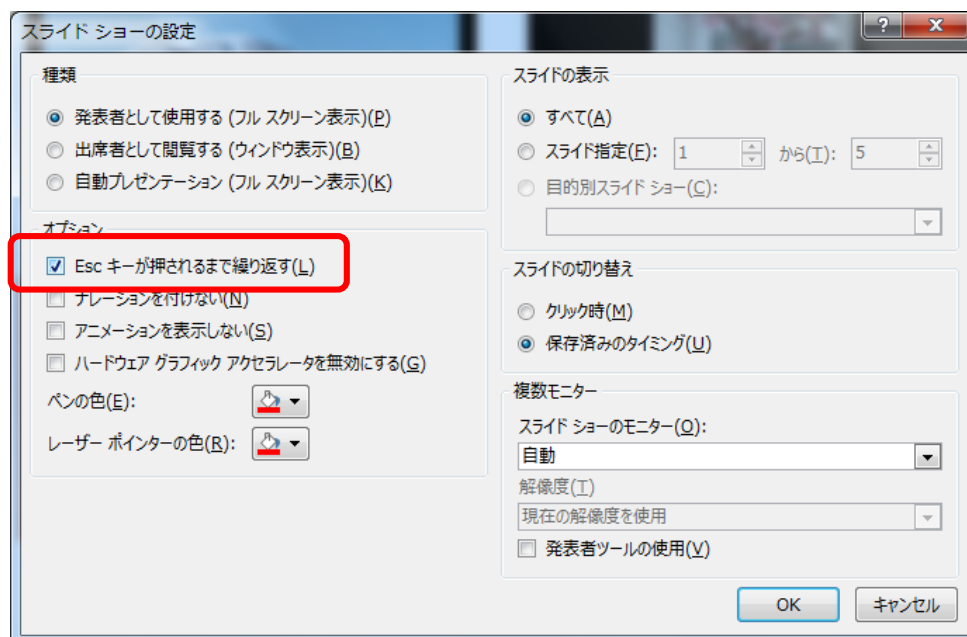 スライド ショーの設定
種類
発表者として使用する (フル スクリーン表示)(P)
出席者として閲覧する (ウィンドウ表示)(B)
自動プレゼンテーション (フル スクリーン表示)(K)
オプション
Esc キーが押されるまで繰り返す(L)
ナレーションを付けない(N)
アニメーションを表示しない(S)
ハードウェア グラフィック アクセラレータを無効にする(G)
ペンの色(E):
レーザー ポインターの色(R):
スライドの表示
すべて(A)
スライド指定(F): 1 から(T): 5
目的別スライド ショー(C):
スライドの切り替え
クリック時(M)
保存済みのタイミング(U)
複数モニター
スライド ショーのモニター(O):
自動
解像度(T)
現在の解像度を使用
発表者ツールの使用(V)
OK キャンセル